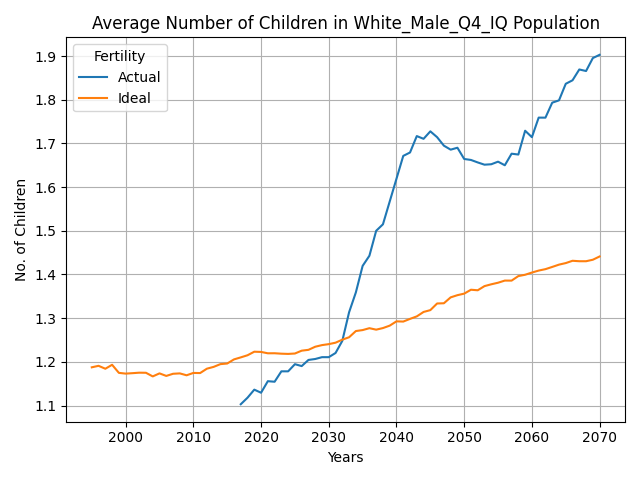 Average Number of Children in White_Male_Q4_IQ Population
Fertility
Actual
Ideal
No. of Children
1.9
1.8
1.7
1.6
1.5
1.4
1.3
1.2
1.1
2000 2010 2020 2030 2040 2050 2060 2070
Years